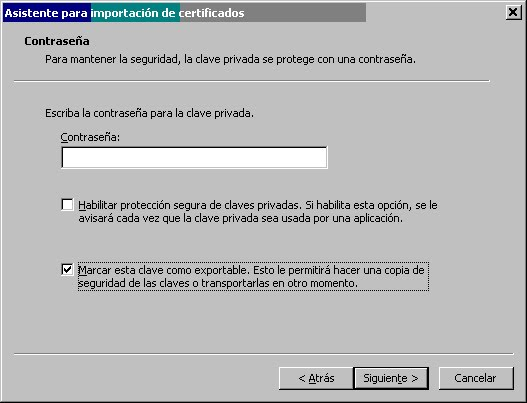 Asistente para importación de certificados
Contraseña
Para mantener la seguridad, la clave privada se protege con una contraseña.
Escriba la contraseña para la clave privada.
Contraseña:
Habilitar protección segura de claves privadas. Si habilita esta opción, se le
avisará cada vez que la clave privada sea usada por una aplicación.
Marcar esta clave como exportable. Esto le permitirá hacer una copia de
seguridad de las claves o transportarlas en otro momento.
< Atrás
Siguiente >
Cancelar